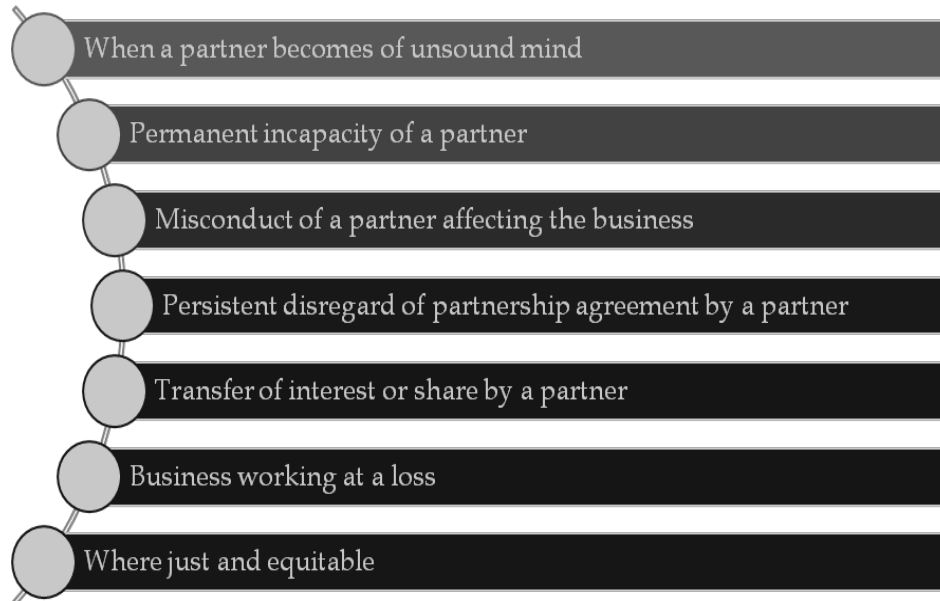 When a partner becomes of unsound mind
Permanent incapacity of a partner
Misconduct of a partner affecting the business
Persistent disregard of partnership agreement by a partner
Transfer of interest or share by a partner
Business working at a loss
Where just and equitable